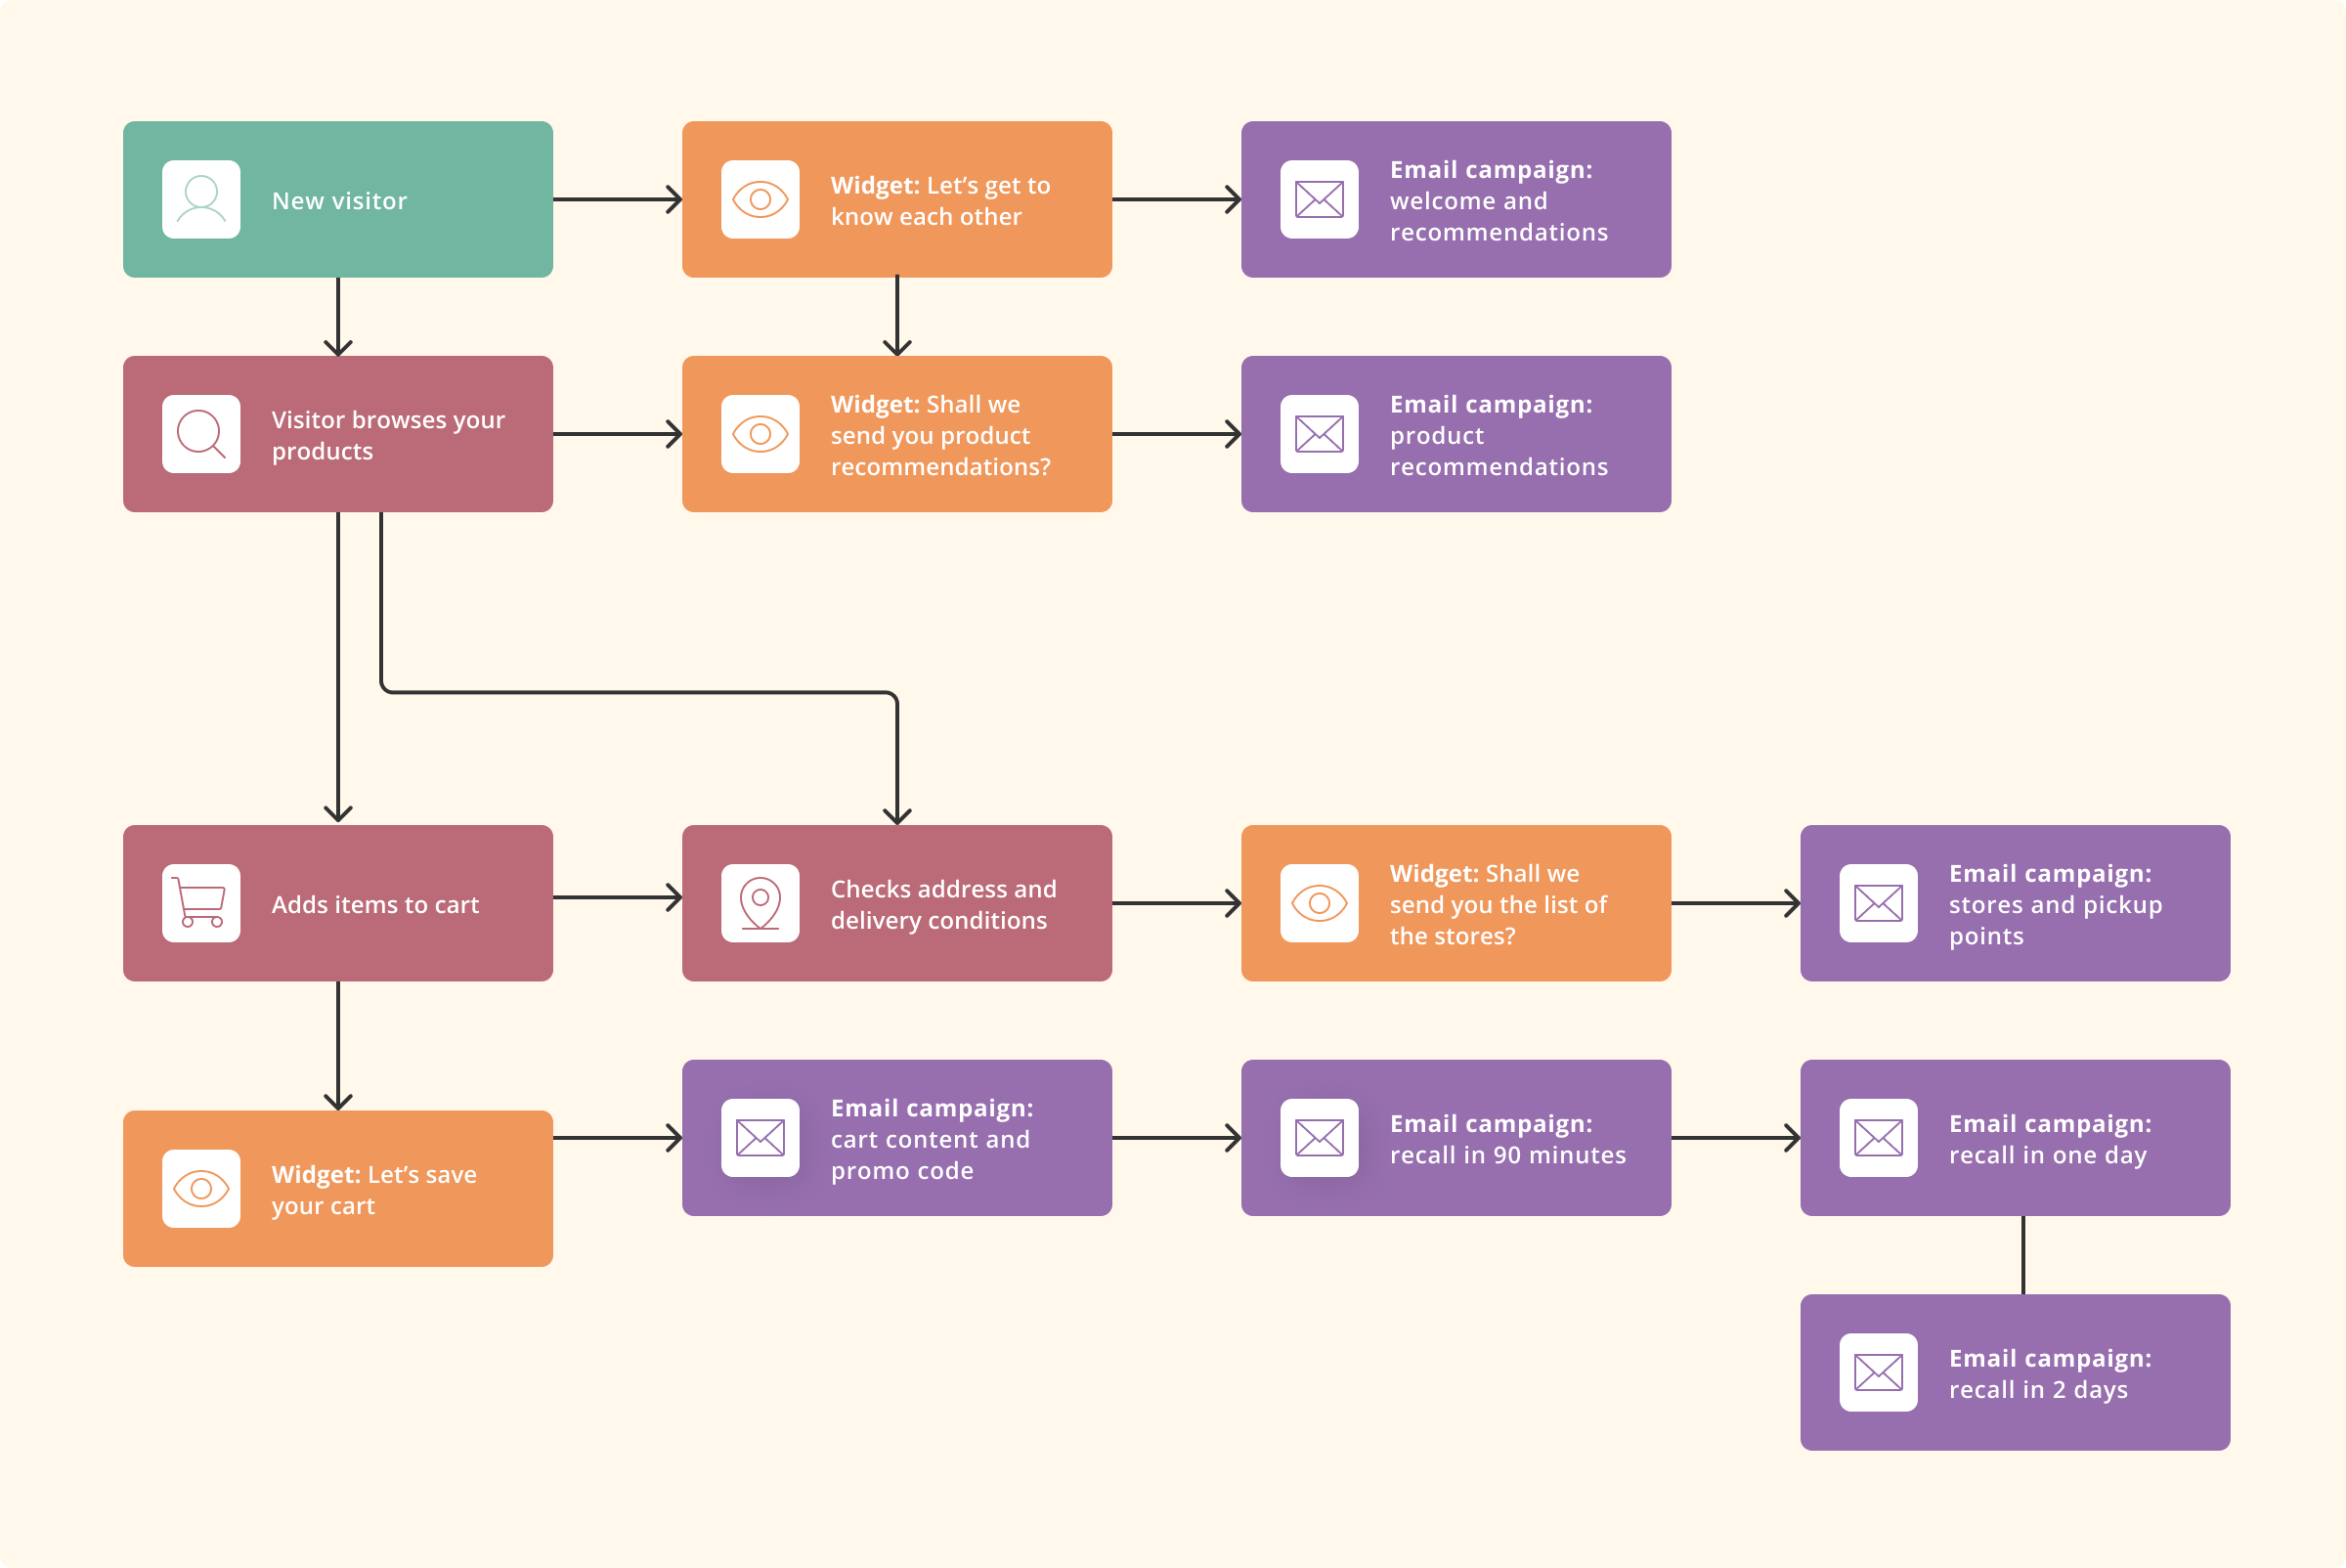 New visitor
Widget: Let’s get to
know each other
Email campaign:
welcome and
recommendations
Visitor browses your
products
Widget: Shall we
send you product
recommendations?
Email campaign:
product
recommendations
Adds items to cart
Checks address and
delivery conditions
Widget: Shall we
send you the list of
the stores?
Email campaign:
stores and pickup
points
Widget: Let’s save
your cart
Email campaign:
cart content and
promo code
Email campaign:
recall in 90 minutes
Email campaign:
recall in one day
Email campaign:
recall in 2 days